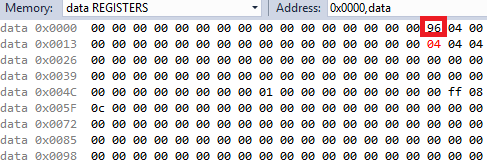 Memory: data REGISTERS Address: 0x0000,data
data 0x0000 00 00 00 00 00 00 00 00 00 00 00 00 00 00 00 00 96 04 00
data 0x0013 00 00 00 00 00 00 00 00 00 00 00 00 00 00 00 00 04 04 04
data 0x0026 00 00 00 00 00 00 00 00 00 00 00 00 00 00 00 00 00 00 00
data 0x0039 00 00 00 00 00 00 00 00 00 00 00 00 00 00 00 00 00 00 00
data 0x004C 00 00 00 00 00 00 00 00 01 00 00 00 00 00 00 00 00 ff 08
data 0x005F 0c 00 00 00 00 00 00 00 00 00 00 00 00 00 00 00 00 00 00
data 0x0072 00 00 00 00 00 00 00 00 00 00 00 00 00 00 00 00 00 00 00
data 0x0085 00 00 00 00 00 00 00 00 00 00 00 00 00 00 00 00 00 00 00
data 0x0098 00 00 00 00 00 00 00 00 00 00 00 00 00 00 00 00 00 00 00